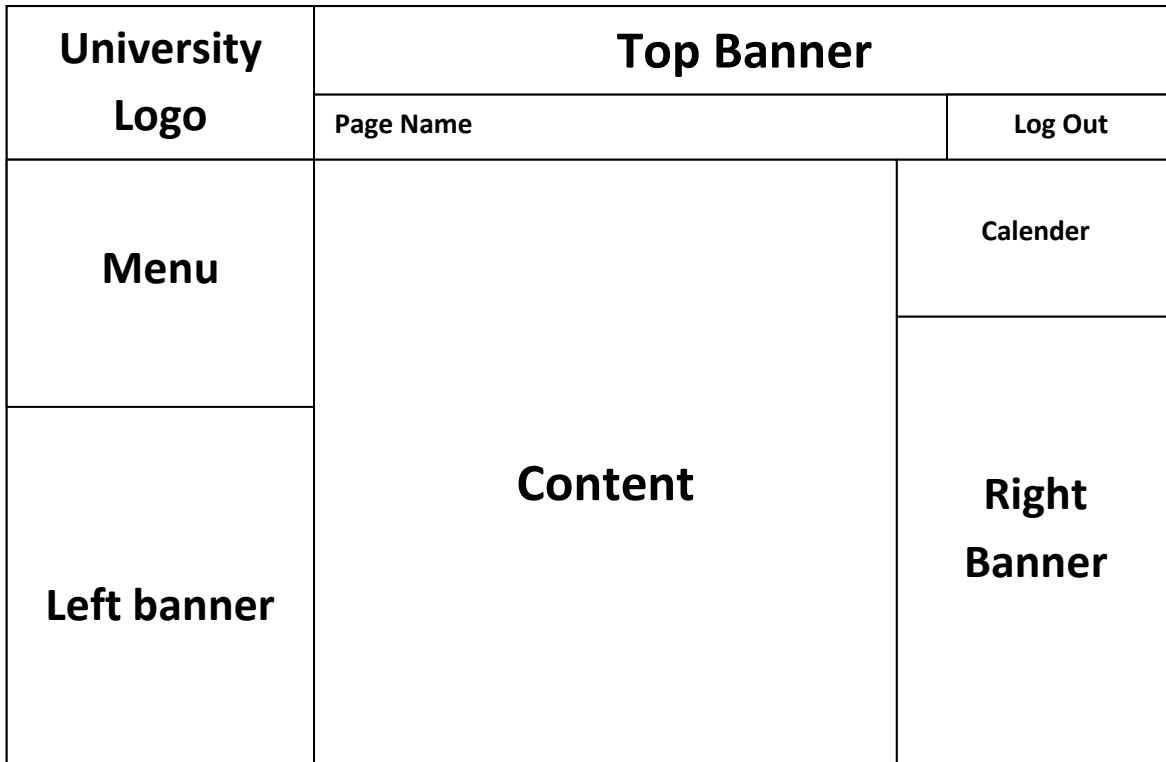 University
Logo
Top Banner
Page Name
Log Out
Menu
Calender
Content
Right
Banner
Left banner